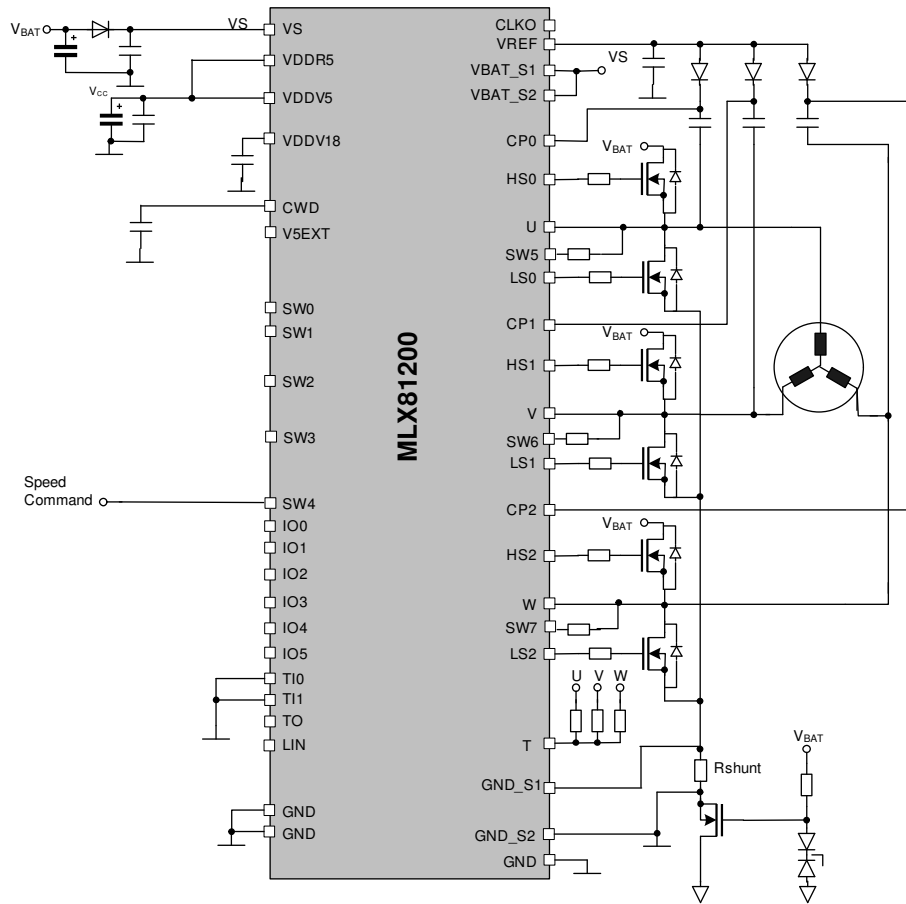 VBAT
VS
VS
VDDR5
VCC
VDDV5
VDDV18
CWD
V5EXT
SW0
SW1
SW2
SW3
Speed
Command
SW4
IO0
IO1
IO2
IO3
IO4
IO5
TI0
TI1
TO
LIN
GND
GND
MLX81200
CLKO
VREF
VBAT_S1
VS
VBAT_S2
CP0
VBAT
HS0
U
SW5
LS0
CP1
VBAT
HS1
V
SW6
LS1
CP2
VBAT
HS2
W
SW7
LS2
U V W
T
VBAT
Rshunt
GND_S1
GND_S2
GND